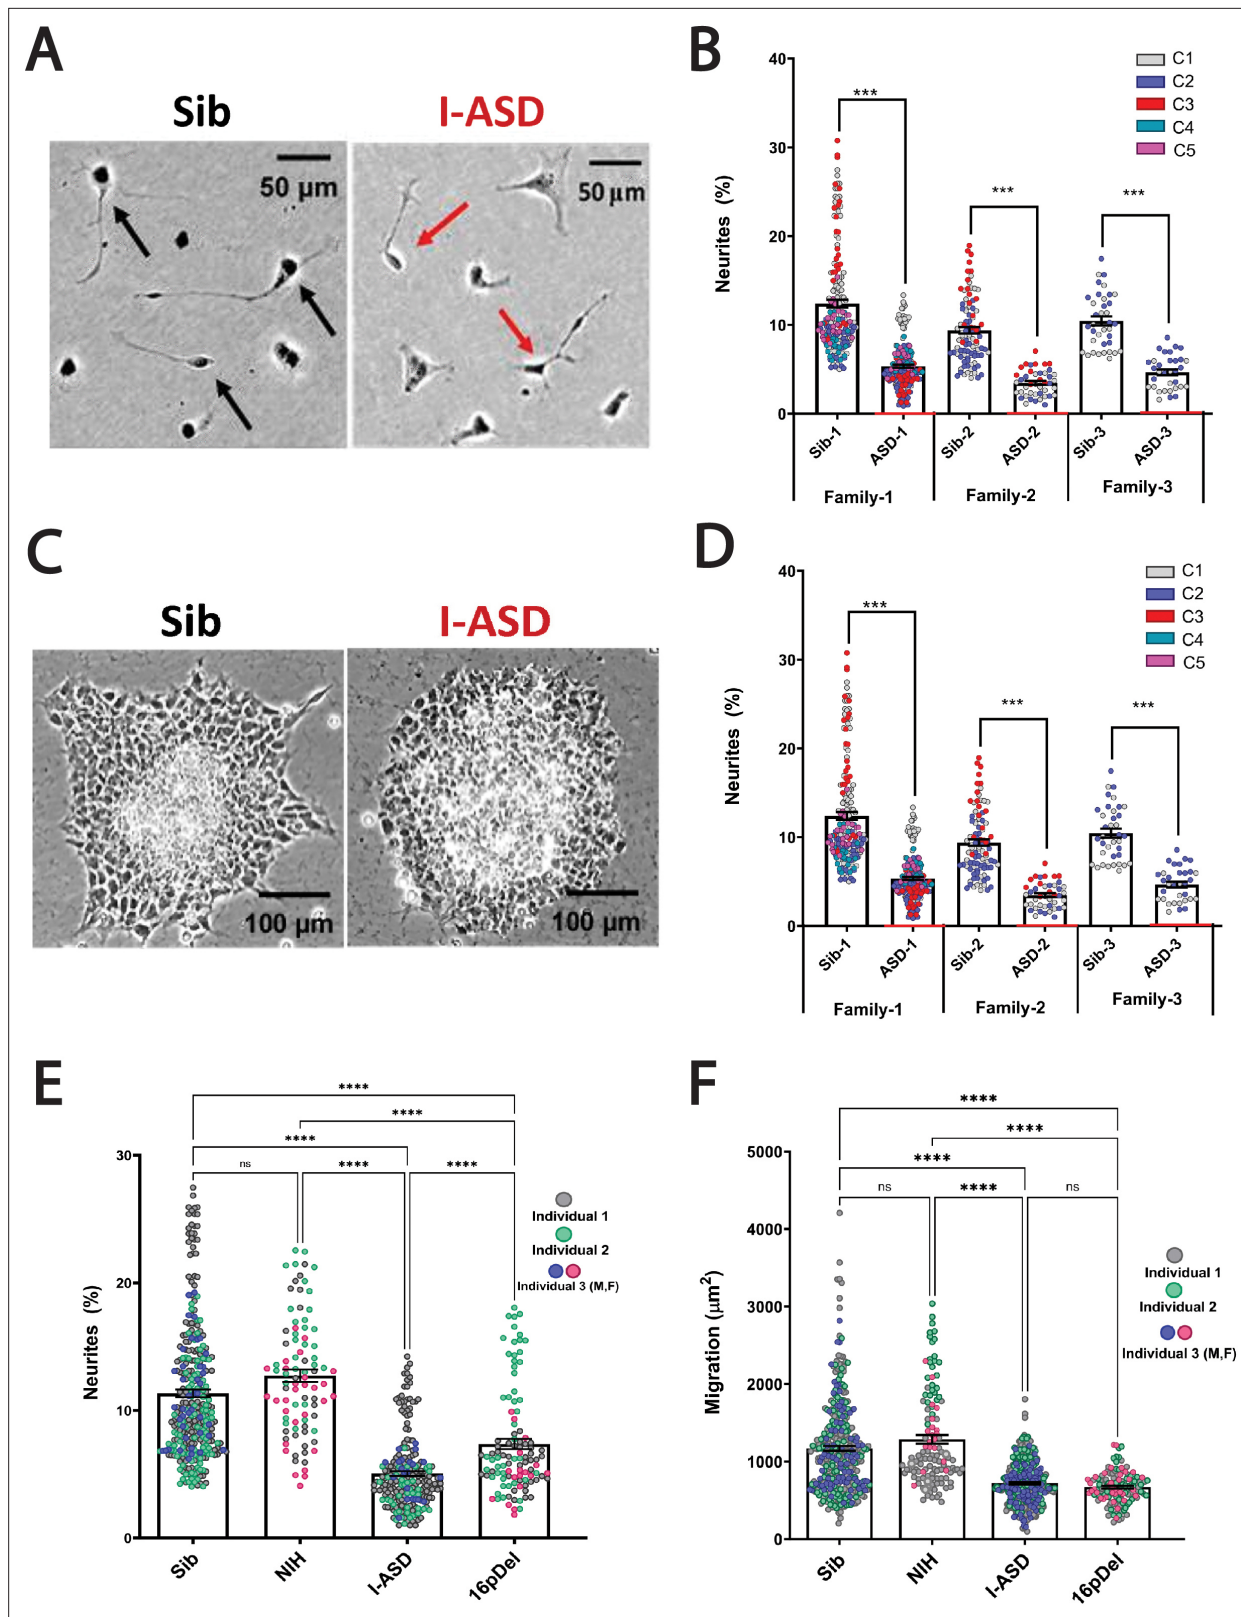 A
Sib
I-ASD
50 µm
50 µm
B
Neurites (%)
40
30
20
10
0
***
***
***
C1
C2
C3
C4
C5
Sib-1
ASD-1
Sib-2
ASD-2
Sib-3
ASD-3
Family-1
Family-2
Family-3
C
Sib
I-ASD
100 µm
100 µm
D
Neurites (%)
40
30
20
10
0
***
***
***
C1
C2
C3
C4
C5
Sib-1
ASD-1
Sib-2
ASD-2
Sib-3
ASD-3
Family-1
Family-2
Family-3
E
Neurites (%)
30
20
10
0
****
****
****
ns
****
****
Individual 1
Individual 2
Individual 3 (M,F)
Sib
NIH
I-ASD
16pDel
F
Migration (µm²)
5000
4000
3000
2000
1000
0
****
****
****
ns
****
ns
Individual 1
Individual 2
Individual 3 (M,F)
Sib
NIH
I-ASD
16pDel